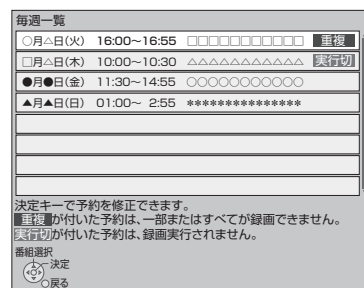 毎週一覧
○月△日(火) 16:00~16:55 □□□□□□□□□□□ 重複
□月△日(木) 10:00~10:30 △△△△△△△△△△△ 実行切
●月●日(金) 11:30~14:55 ○○○○○○○○○○○
▲月▲日(日) 01:00~ 2:55 ***************
決定キーで予約を修正できます。
重複 が付いた予約は、一部またはすべてが録画できません。
実行切が付いた予約は、録画実行されません。
番組選択
決定
戻る